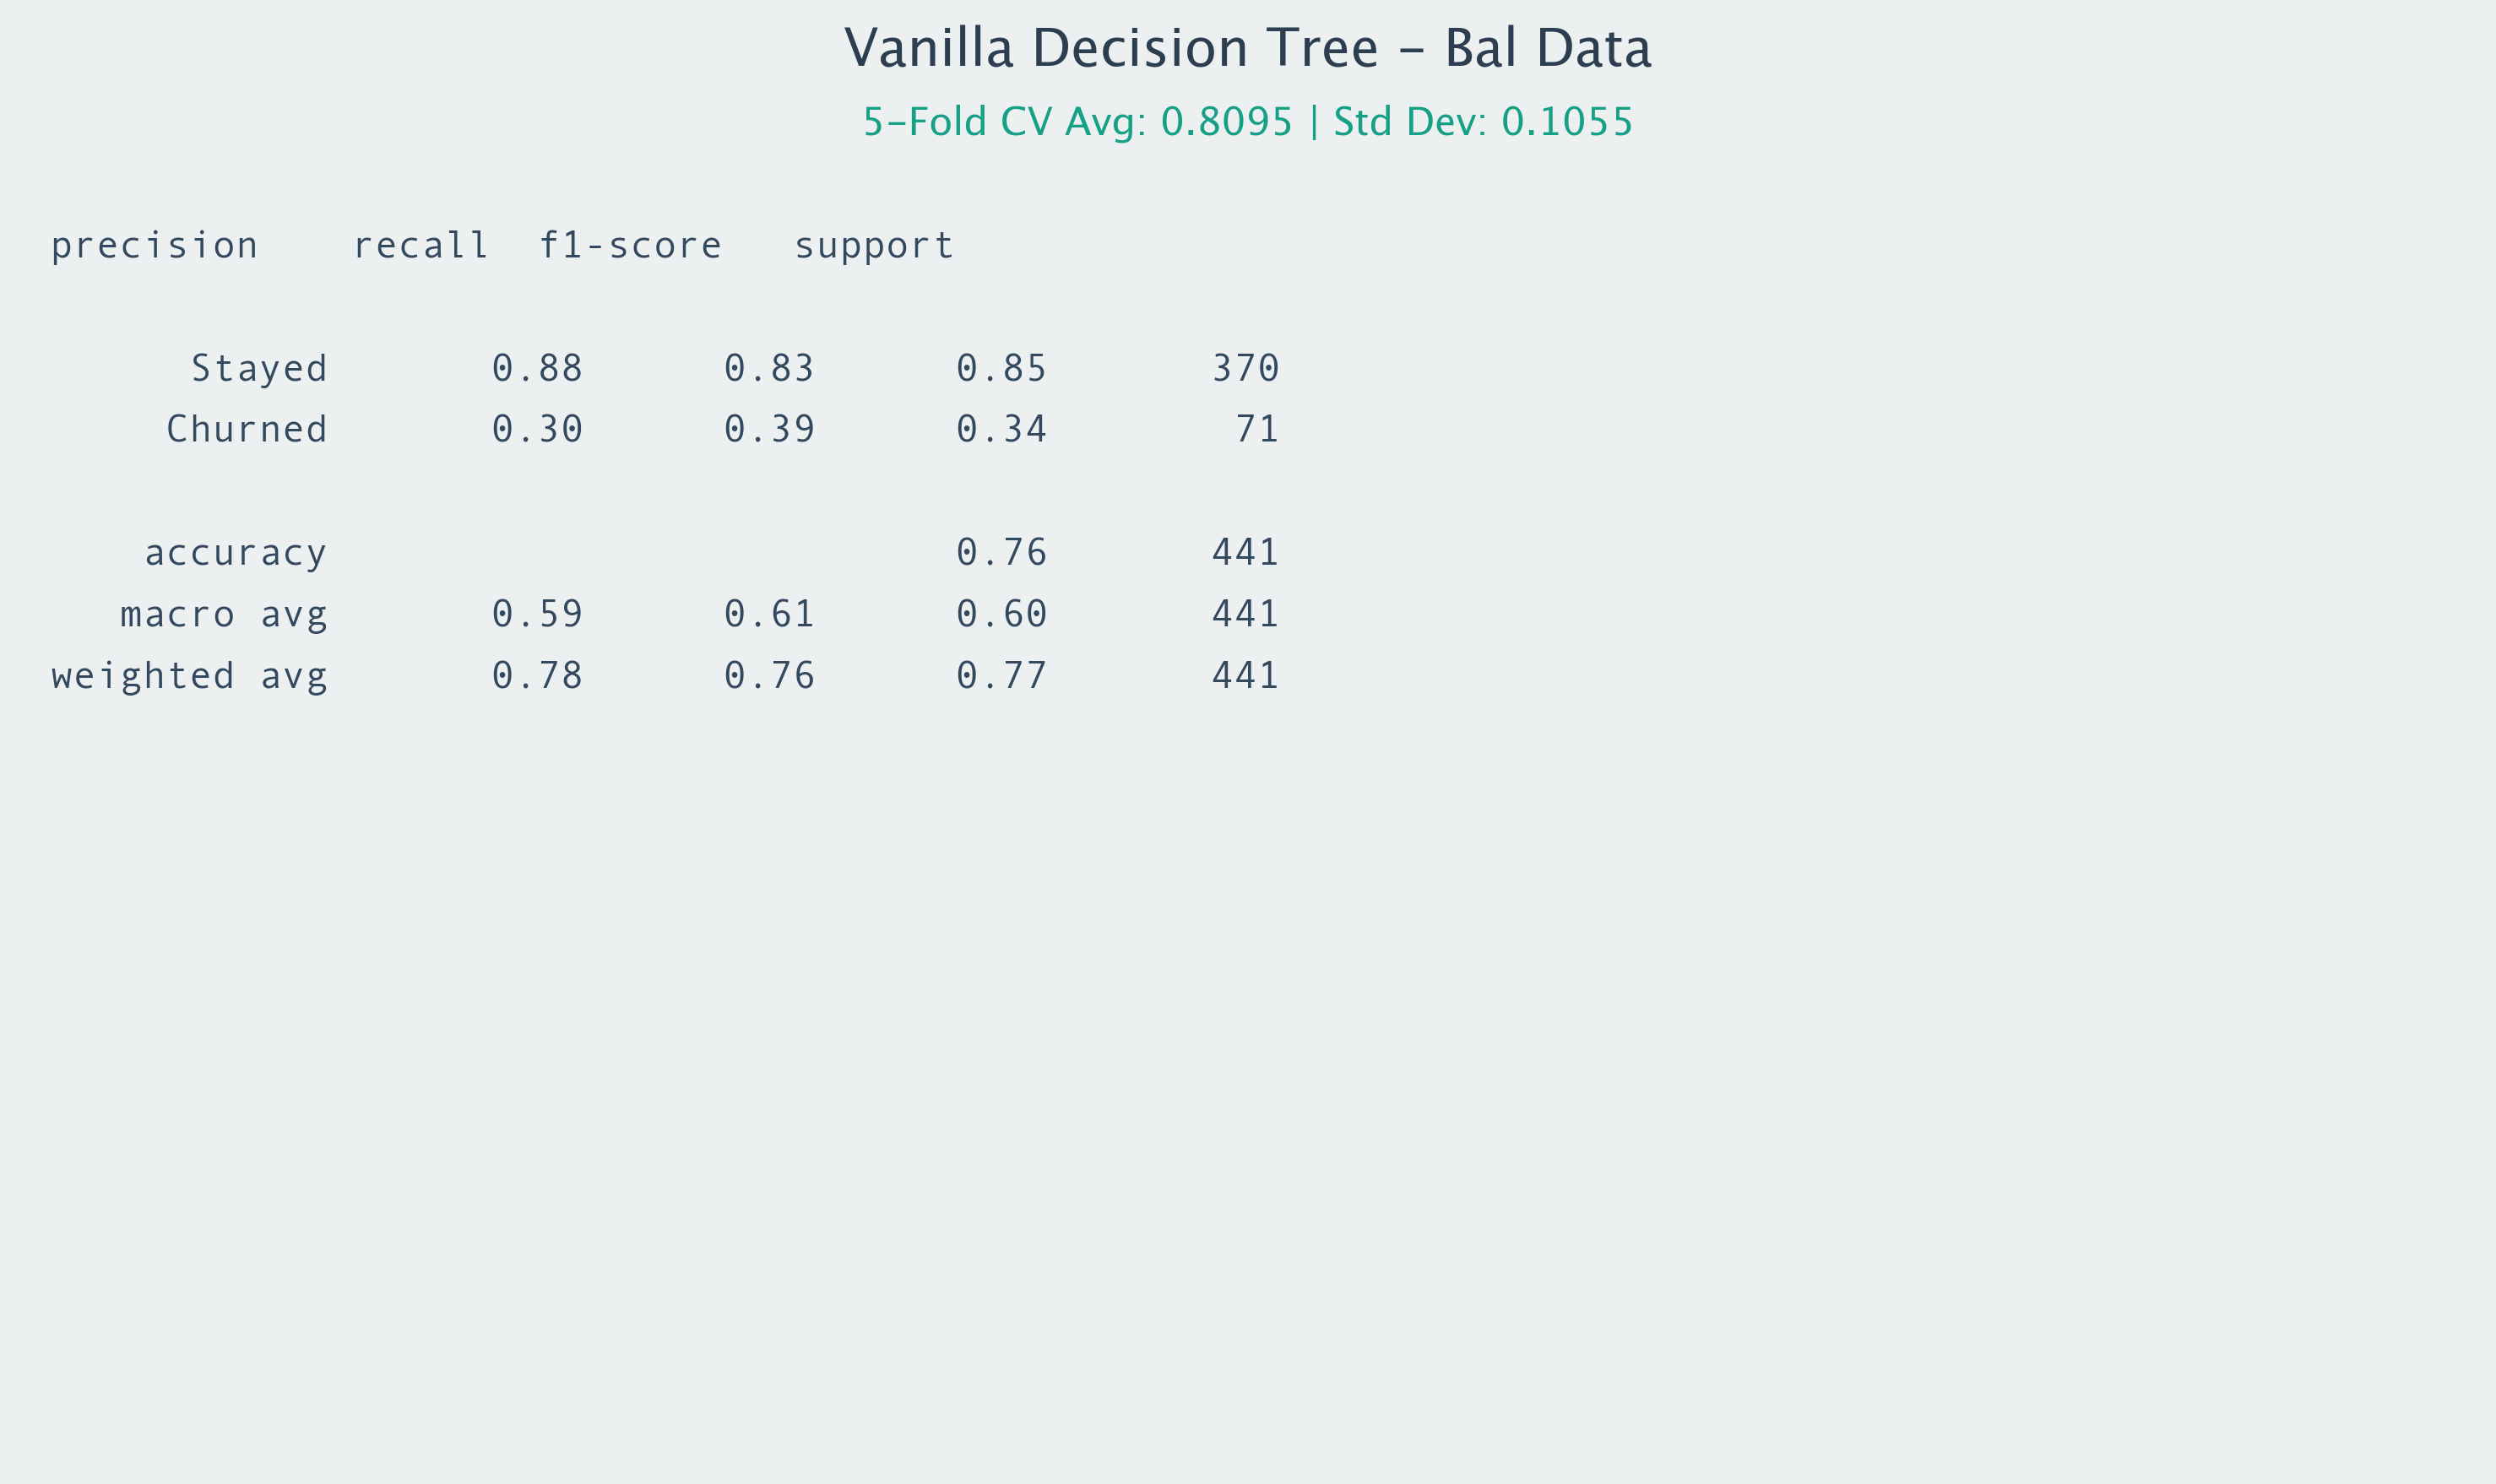 Vanilla Decision Tree – Bal Data
5–Fold CV Avg: 0.8095 | Std Dev: 0.1055
precision    recall  f1-score   support
Stayed       0.88      0.83      0.85       370
Churned       0.30      0.39      0.34        71
accuracy                           0.76       441
macro avg       0.59      0.61      0.60       441
weighted avg       0.78      0.76      0.77       441